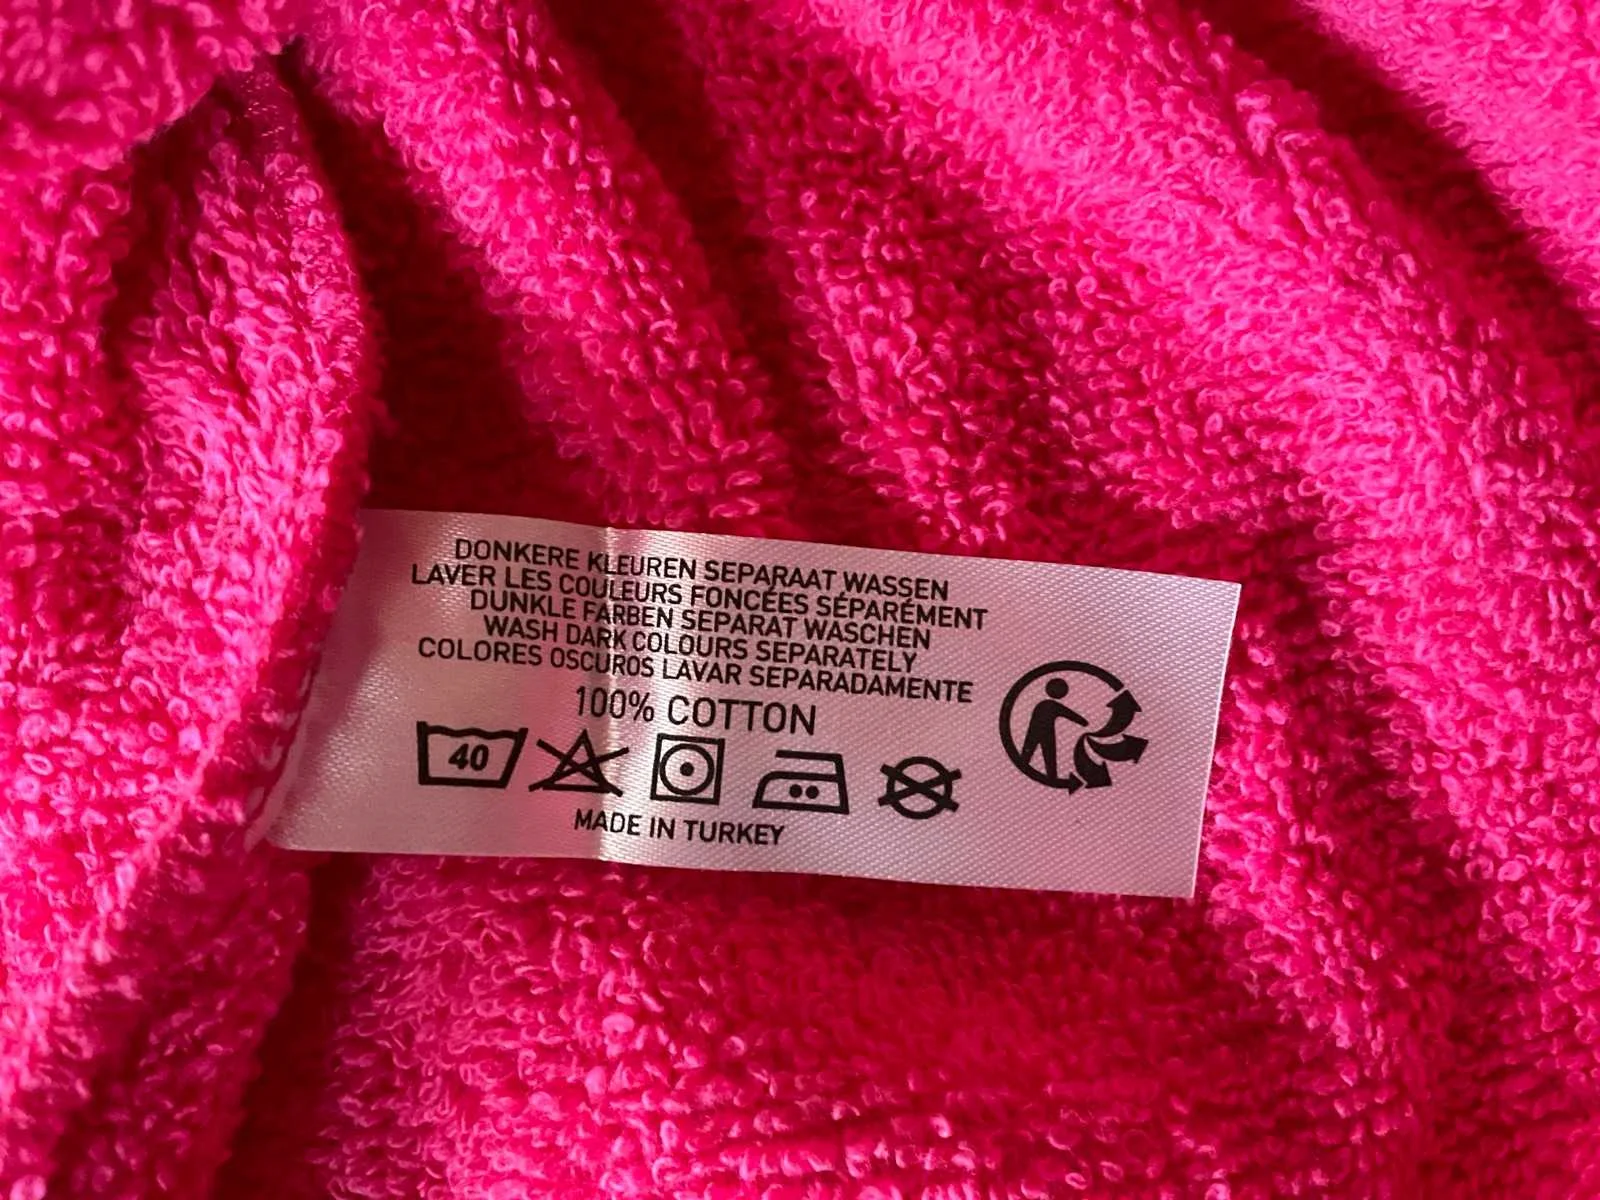 DONKERE KLEUREN SEPARAAT WASSEN
LAVER LES COULEURS FONCÉES SÉPARÉMENT
DUNKLE FARBEN SEPARAT WASCHEN
WASH DARK COLOURS SEPARATELY
COLORES OSCUROS LAVAR SEPARADAMENTE
100% COTTON
40
MADE IN TURKEY